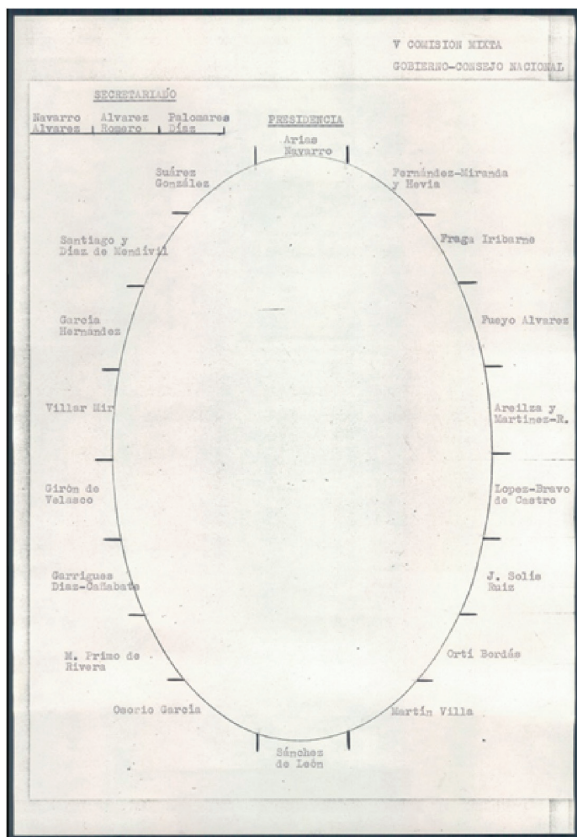 V COMISION MIXTA
GOBIERNO-CONSEJO NACIONAL
SECRETARIADO
Navarro
Alvarez
Alvarez
Romero
Palomares
Díaz
PRESIDENCIA
Arias
Navarro
Suárez
González
Fernández-Miranda
y Hevia
Santiago y
Díaz de Mendívil
Fraga Iribarne
García
Hernández
Fueyo Alvarez
Villar Mir
Areilza y
Martínez-R.
Girón de
Velasco
Lopez-Bravo
de Castro
Garrigues
Díaz-Cañabate
J. Solís
Ruiz
M. Primo de
Rivera
Ortí Bordás
Osorio García
Martín Villa
Sánchez
de León